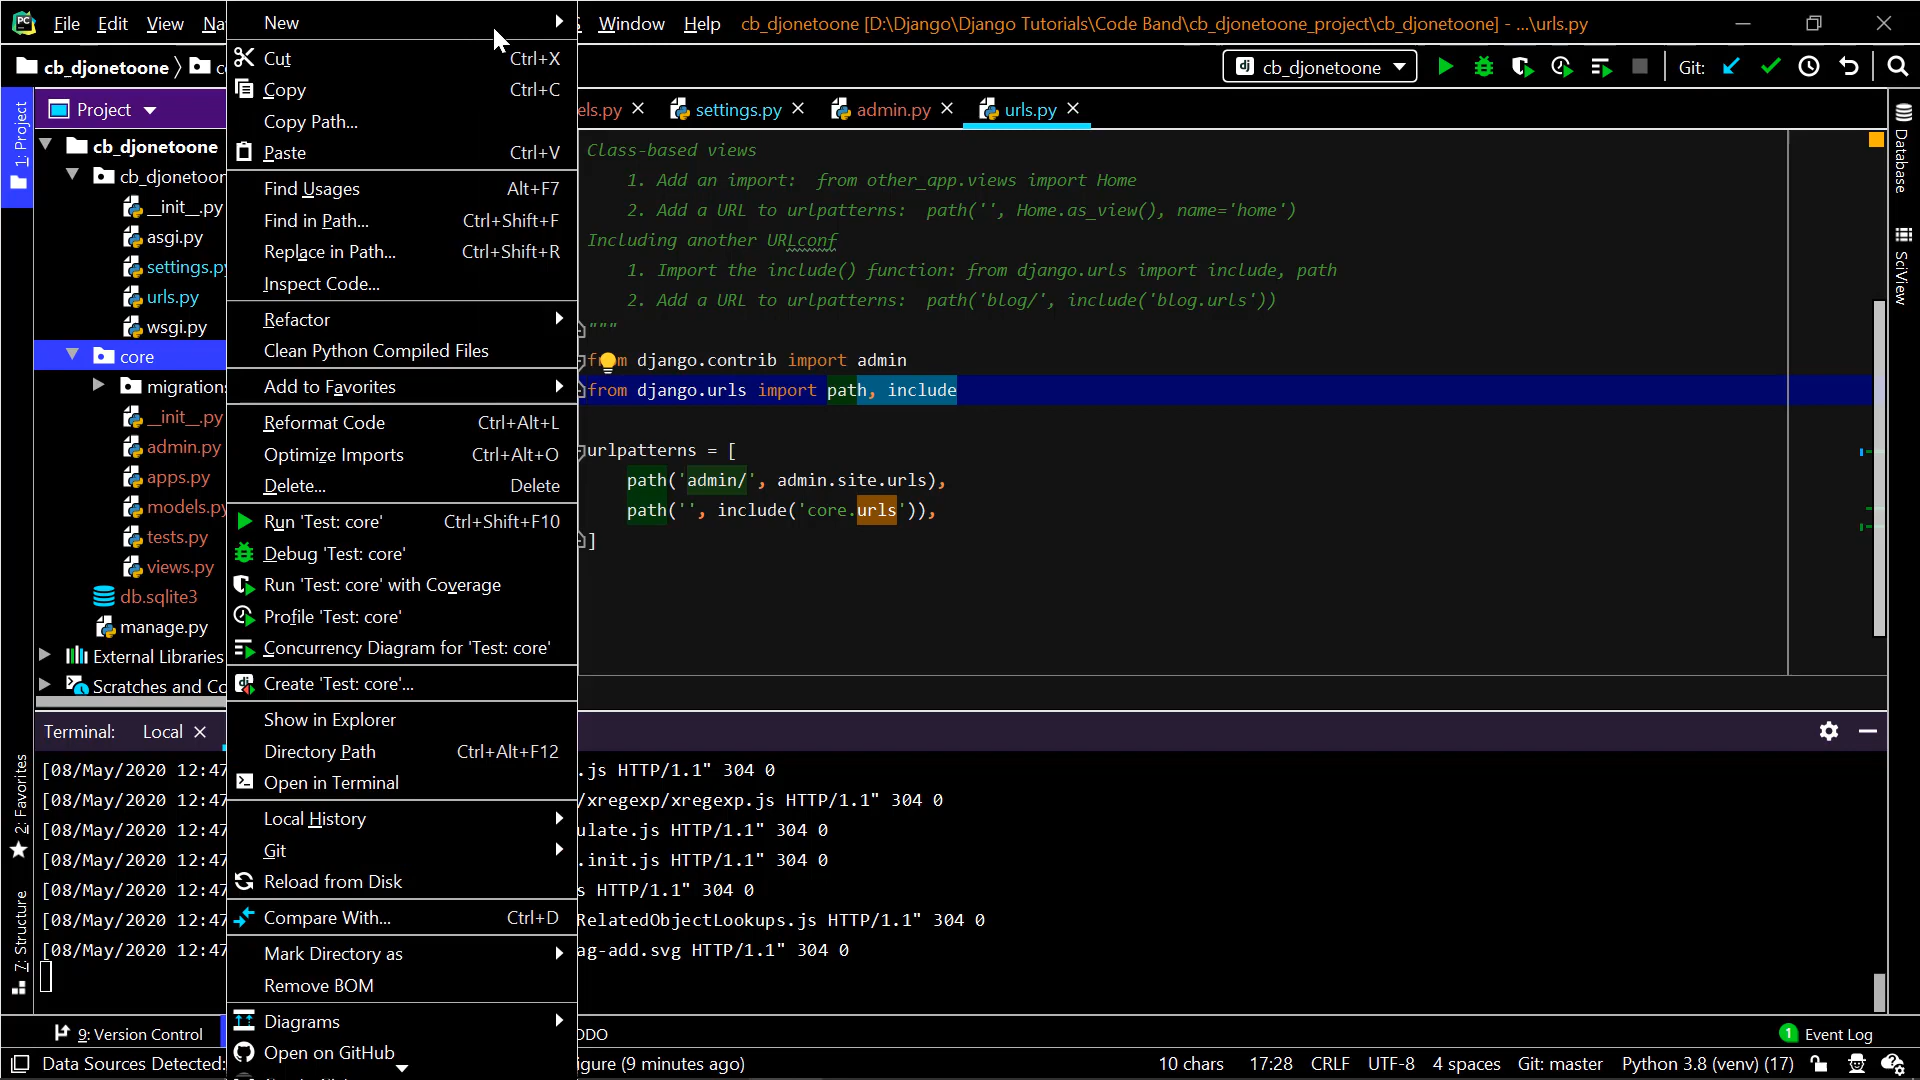 File Edit View Na Window Help cb_djonetoone [D:\Django\Django Tutorials\Code Band\cb_djonetoone_project\cb_djonetoone] - ...\urls.py
cb_djonetoone cb_djonetoone Git:
Project
els.py settings.py admin.py urls.py
1: Project
cb_djonetoone
cb_djonetoon
__init__.py
asgi.py
settings.py
urls.py
wsgi.py
core
migrations
__init__.py
admin.py
apps.py
models.py
tests.py
views.py
db.sqlite3
manage.py
External Libraries
Scratches and Co
New
Cut Ctrl+X
Copy Ctrl+C
Copy Path...
Paste Ctrl+V
Find Usages Alt+F7
Find in Path... Ctrl+Shift+F
Replace in Path... Ctrl+Shift+R
Inspect Code...
Refactor
Clean Python Compiled Files
Add to Favorites
Reformat Code Ctrl+Alt+L
Optimize Imports Ctrl+Alt+O
Delete... Delete
Run 'Test: core' Ctrl+Shift+F10
Debug 'Test: core'
Run 'Test: core' with Coverage
Profile 'Test: core'
Concurrency Diagram for 'Test: core'
Create 'Test: core'...
Show in Explorer
Directory Path Ctrl+Alt+F12
Open in Terminal
Local History
Git
Reload from Disk
Compare With... Ctrl+D
Mark Directory as
Remove BOM
Diagrams
Open on GitHub
Class-based views
1. Add an import:  from other_app.views import Home
2. Add a URL to urlpatterns:  path('', Home.as_view(), name='home')
Including another URLconf
1. Import the include() function: from django.urls import include, path
2. Add a URL to urlpatterns:  path('blog/', include('blog.urls'))
"""
from django.contrib import admin
from django.urls import path, include
urlpatterns = [
path('admin/', admin.site.urls),
path('', include('core.urls')),
]
Database
SciView
Terminal: Local
[08/May/2020 12:47 .js HTTP/1.1" 304 0
[08/May/2020 12:47 /xregexp/xregexp.js HTTP/1.1" 304 0
[08/May/2020 12:47 ulate.js HTTP/1.1" 304 0
[08/May/2020 12:47 .init.js HTTP/1.1" 304 0
[08/May/2020 12:47 s HTTP/1.1" 304 0
[08/May/2020 12:47 RelatedObjectLookups.js HTTP/1.1" 304 0
[08/May/2020 12:47 ag-add.svg HTTP/1.1" 304 0
2: Favorites
7: Structure
9: Version Control ODO 1 Event Log
Data Sources Detected: igure (9 minutes ago) 10 chars 17:28 CRLF UTF-8 4 spaces Git: master Python 3.8 (venv) (17)